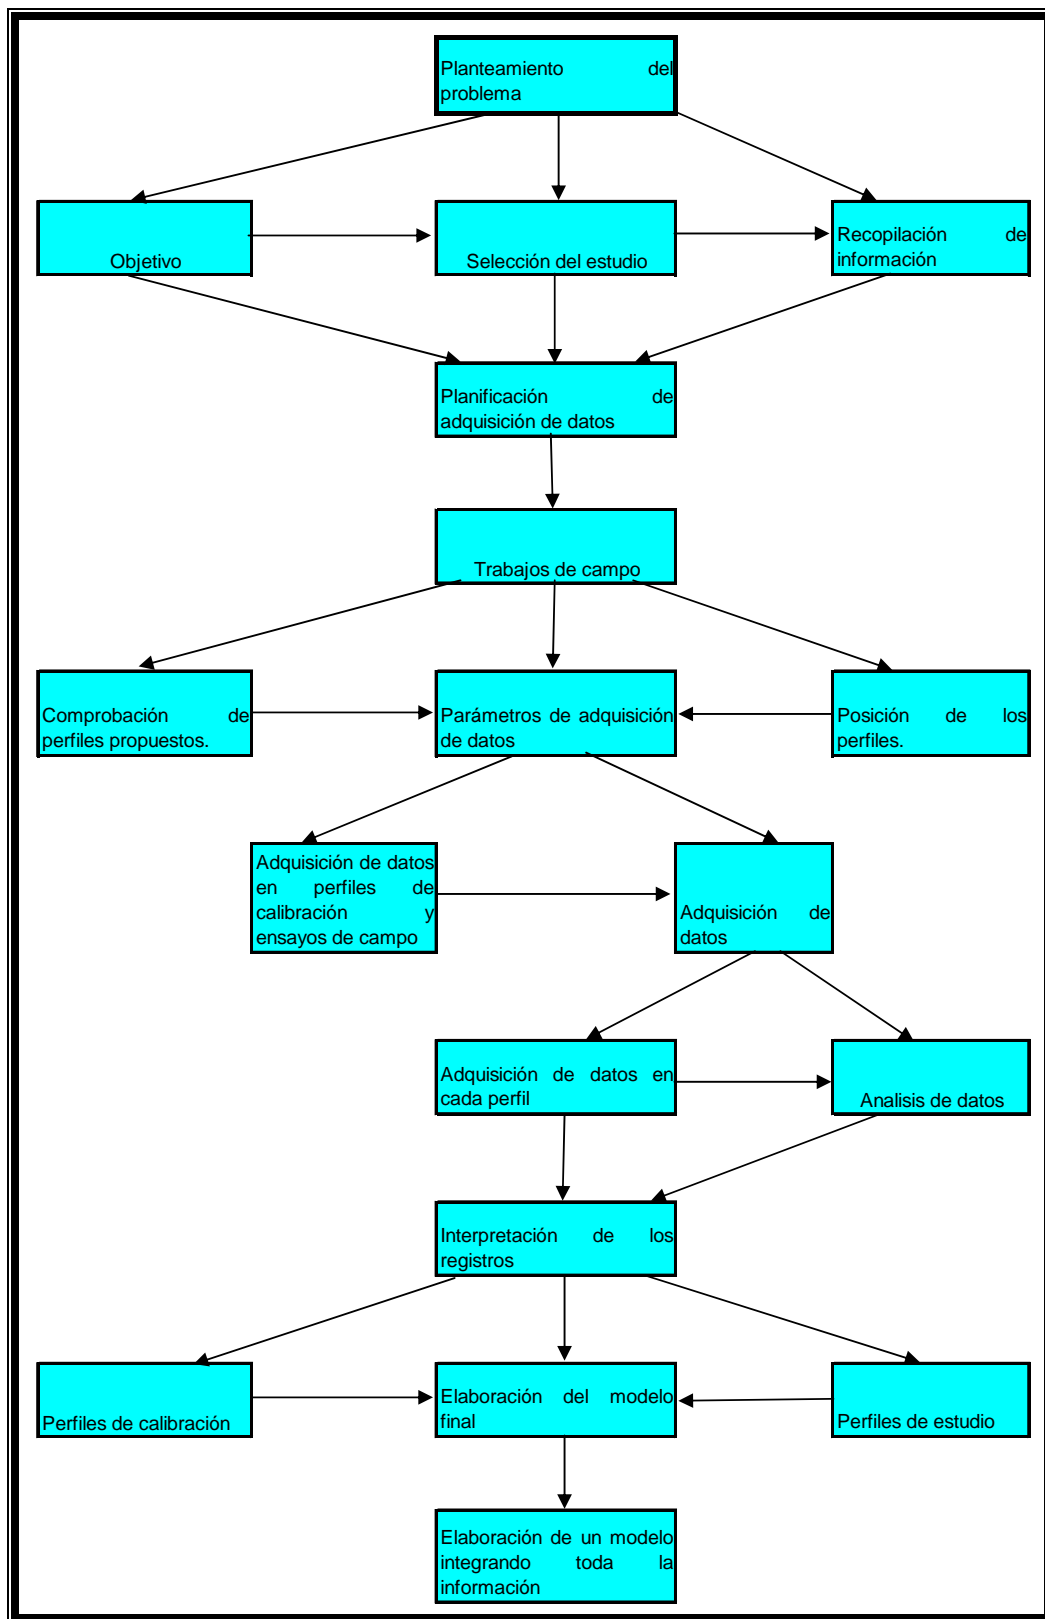 Planteamiento del
problema
Objetivo
Selección del estudio
Recopilación de
información
Planificación de
adquisición de datos
Trabajos de campo
Comprobación de
perfiles propuestos.
Parámetros de adquisición
de datos
Posición de los
perfiles.
Adquisición de datos
en perfiles de
calibración y
ensayos de campo
Adquisición de
datos
Adquisición de datos en
cada perfil
Analisis de datos
Interpretación de los
registros
Perfiles de calibración
Elaboración del modelo
final
Perfiles de estudio
Elaboración de un modelo
integrando toda la
información